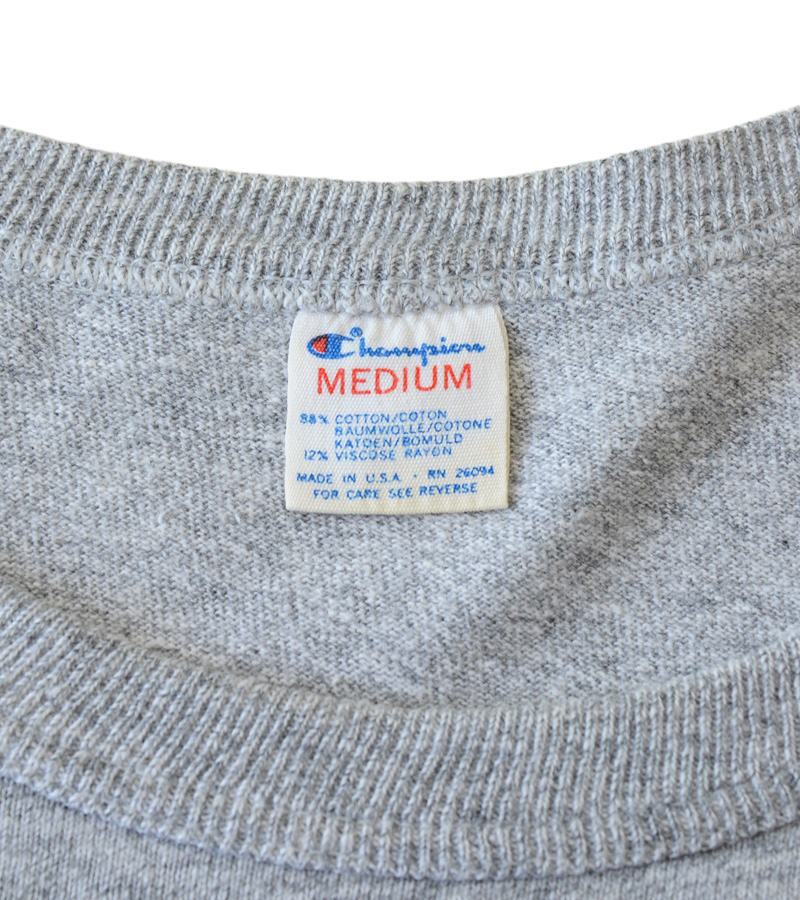 Champion®
MEDIUM
88% COTTON/COTON
BAUMWOLLE/COTONE
KATOEN/BOMULD
12% VISCOSE RAYON
MADE IN U.S.A. · RN 26094
FOR CARE SEE REVERSE